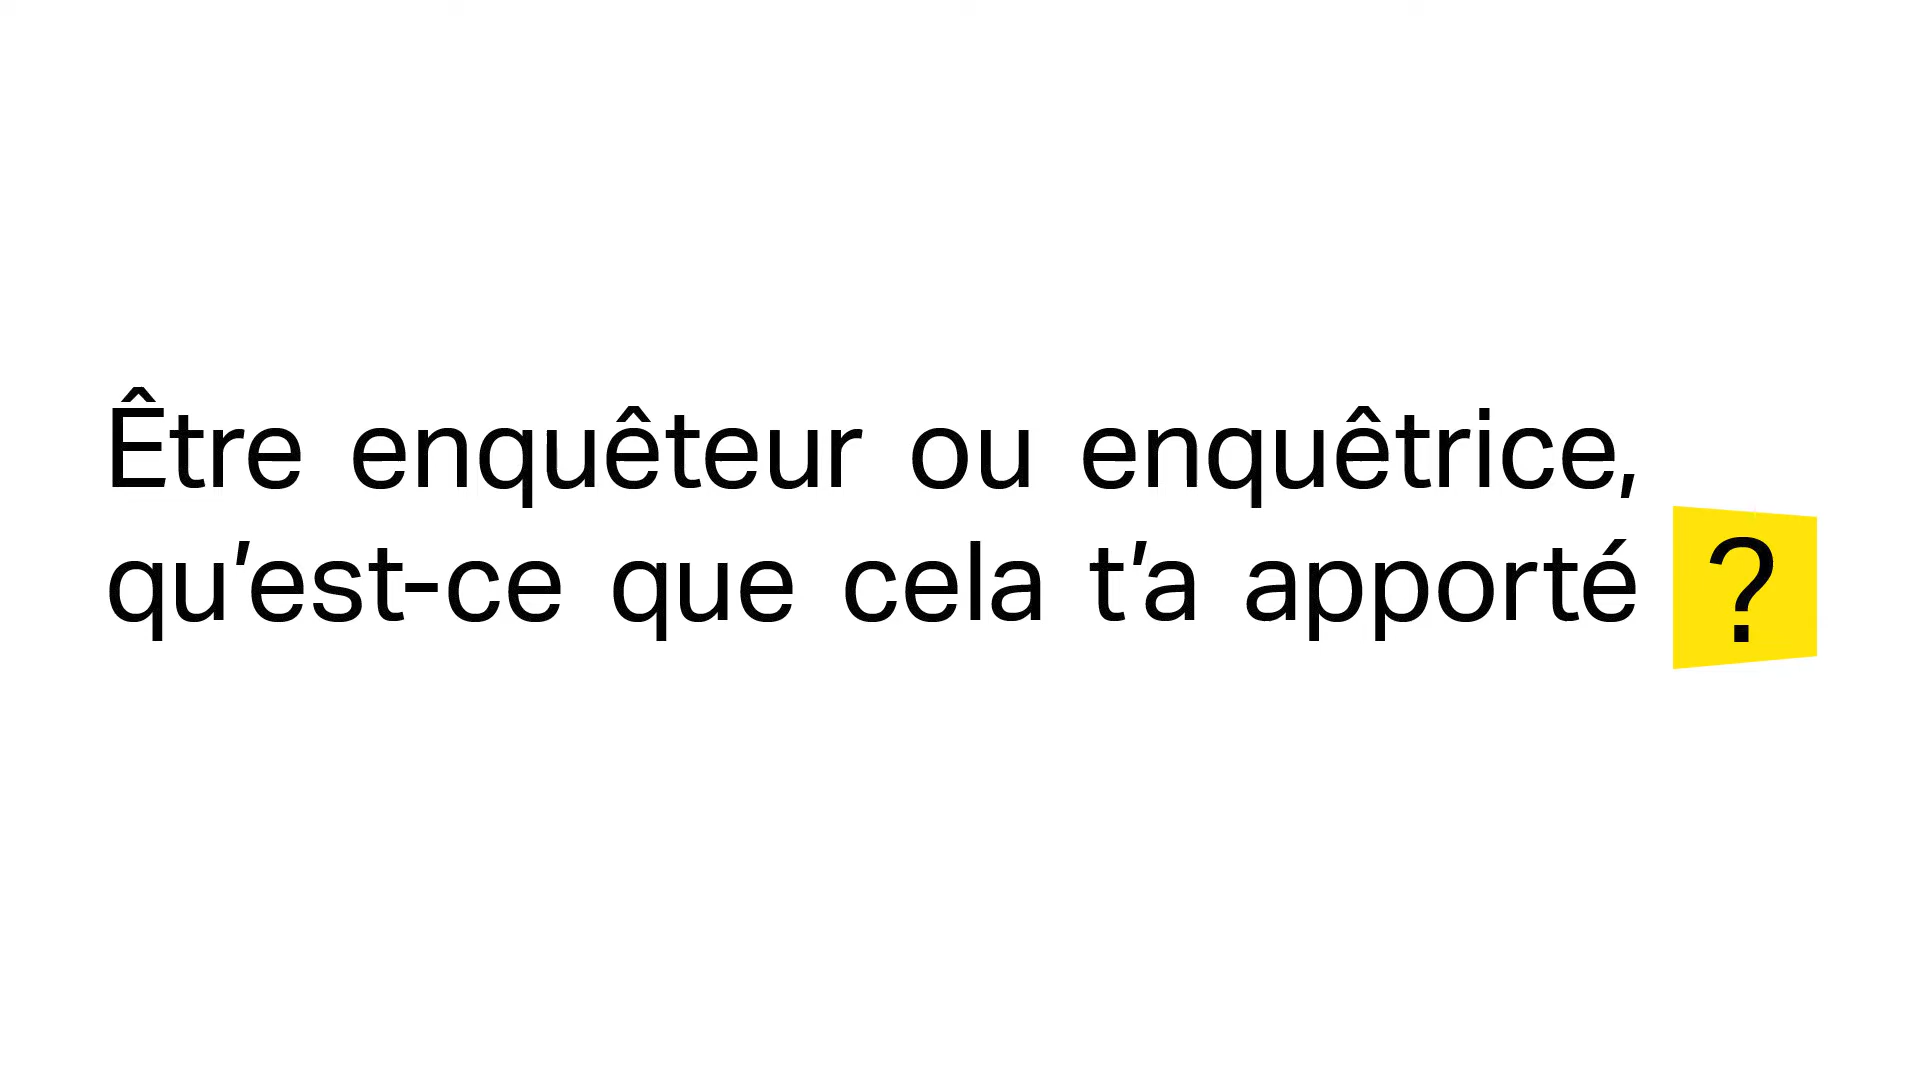 Être enquêteur ou enquêtrice,
qu’est-ce que cela t’a apporté ?